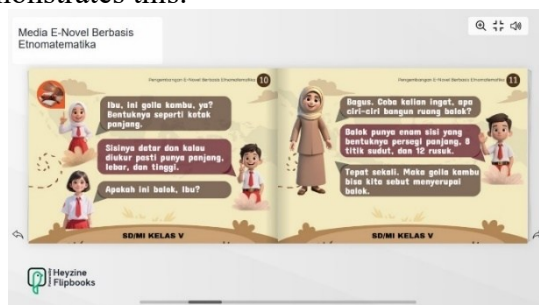 monstrates this:
Media E-Novel Berbasis
Etnomatematika
Pengembangan E-Novel Berbasis Etnomatematika 10
Ibu, ini golla kambu, ya?
Bentuknya seperti kotak
panjang.
Sisinya datar dan kalau
diukur pasti punya panjang,
lebar, dan tinggi.
Apakah ini balok, Ibu?
SD/MI KELAS V
Pengembangan E-Novel Berbasis Etnomatematika 11
Bagus. Coba kalian ingat, apa
ciri-ciri bangun ruang balok?
Balok punya enam sisi yang
bentuknya persegi panjang, 8
titik sudut, dan 12 rusuk.
Tepat sekali. Maka golla kambu
bisa kita sebut menyerupai
balok.
SD/MI KELAS V
Heyzine
Flipbooks